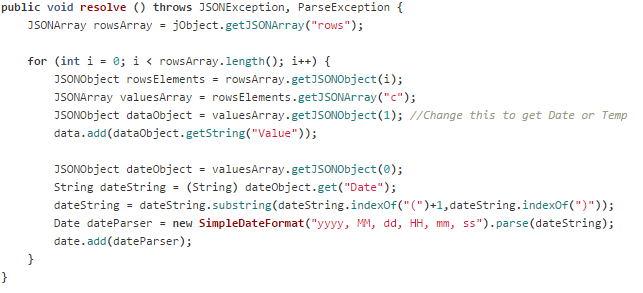 public void resolve () throws JSONException, ParseException {
    JSONArray rowsArray = jObject.getJSONArray("rows");

    for (int i = 0; i < rowsArray.length(); i++) {
        JSONObject rowsElements = rowsArray.getJSONObject(i);
        JSONArray valuesArray = rowsElements.getJSONArray("c");
        JSONObject dataObject = valuesArray.getJSONObject(1); //Change this to get Date or Temp
        data.add(dataObject.getString("Value"));

        JSONObject dateObject = valuesArray.getJSONObject(0);
        String dateString = (String) dateObject.get("Date");
        dateString = dateString.substring(dateString.indexOf("(")+1,dateString.indexOf(")"));
        Date dateParser = new SimpleDateFormat("yyyy, MM, dd, HH, mm, ss").parse(dateString);
        date.add(dateParser);
    }
}